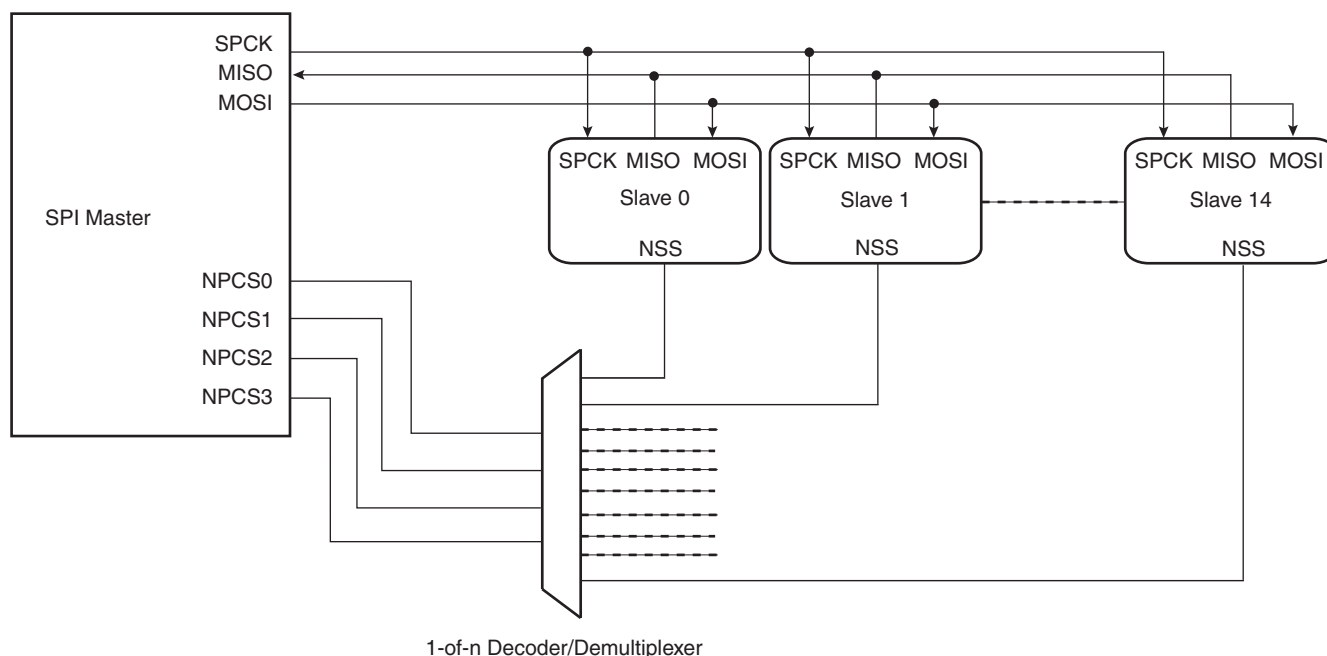 SPCK
MISO
MOSI
SPI Master
NPCS0
NPCS1
NPCS2
NPCS3
SPCK MISO MOSI
Slave 0
NSS
SPCK MISO MOSI
Slave 1
NSS
SPCK MISO MOSI
Slave 14
NSS
1-of-n Decoder/Demultiplexer